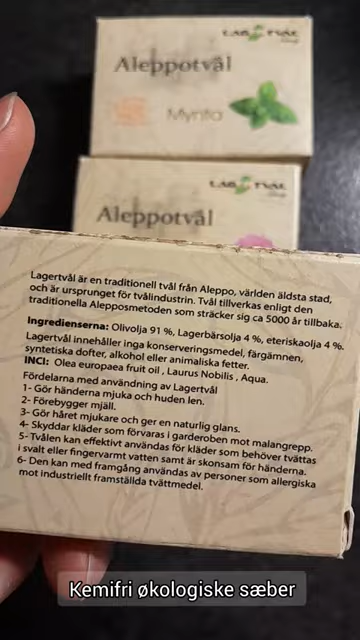 LAGERTVÅL
Aleppotvål
Mynta
LAGERTVÅL
Aleppotvål
Lagertvål är en traditionell tvål från Aleppo, världen äldsta stad,
och är ursprunget för tvålindustrin. Tvål tillverkas enligt den
traditionella Alepposmetoden som sträcker sig ca 5000 år tillbaka.
Ingredienserna: Olivolja 91 %, Lagerbärsolja 4 %, eteriskaolja 4 %.
Lagertvål innehåller inga konserveringsmedel, färgämnen,
syntetiska dofter, alkohol eller animaliska fetter.
INCI: Olea europaea fruit oil , Laurus Nobilis , Aqua.
Fördelarna med användning av Lagertvål
1- Gör händerna mjuka och huden len.
2- Förebygger mjäll.
3- Gör håret mjukare och ger en naturlig glans.
4- Skyddar kläder som förvaras i garderoben mot malangrepp.
5- Tvålen kan effektivt användas för kläder som behöver tvättas
i svalt eller fingervarmt vatten samt är skonsam för händerna.
6- Den kan med framgång användas av personer som allergiska
mot industriellt framställda tvättmedel.
Kemifri økologiske sæber